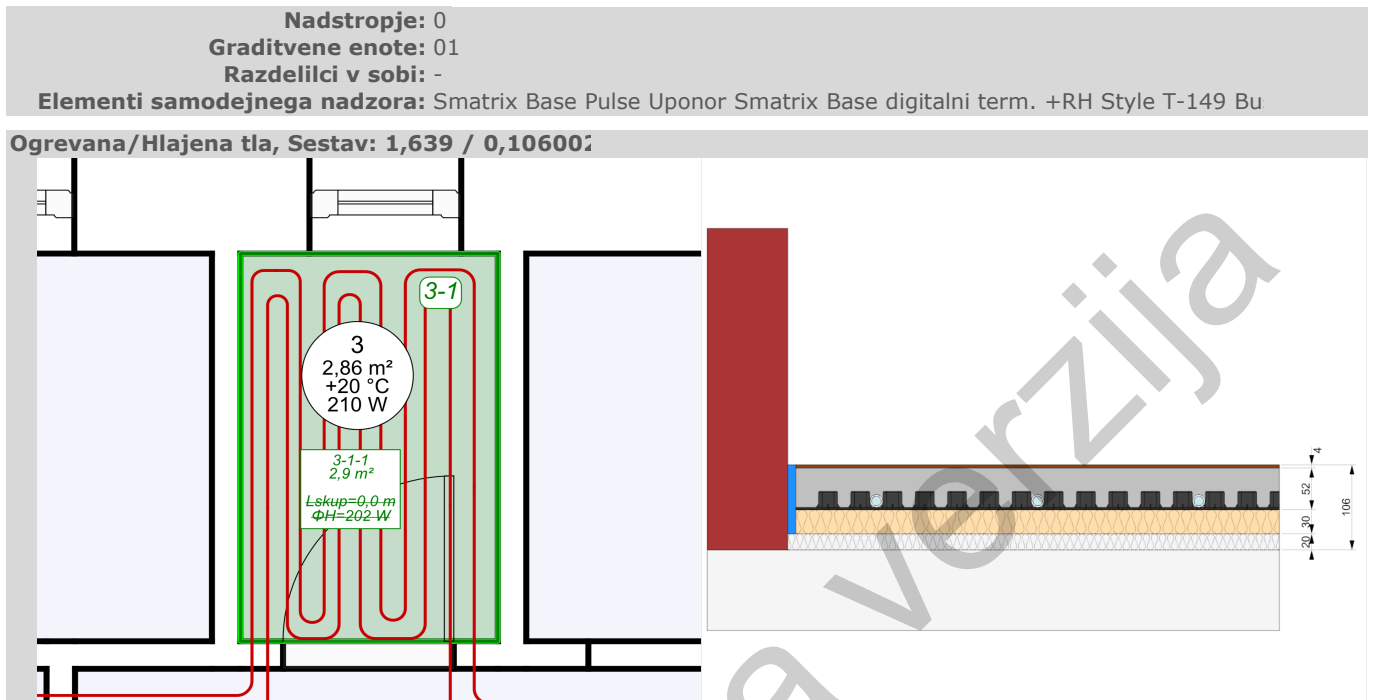 Nadstropje: 0
Graditvene enote: 01
Razdelilci v sobi: -
Elementi samodejnega nadzora: Smatrix Base Pulse Uponor Smatrix Base digitalni term. +RH Style T-149 Bu
Ogrevana/Hlajena tla, Sestav: 1,639 / 0,106002
3-1
3
2,86 m²
+20 °C
210 W
3-1-1
2,9 m²
Lskup=0,0 m
ΦH=202 W
4
52
30
20
106
a verzija